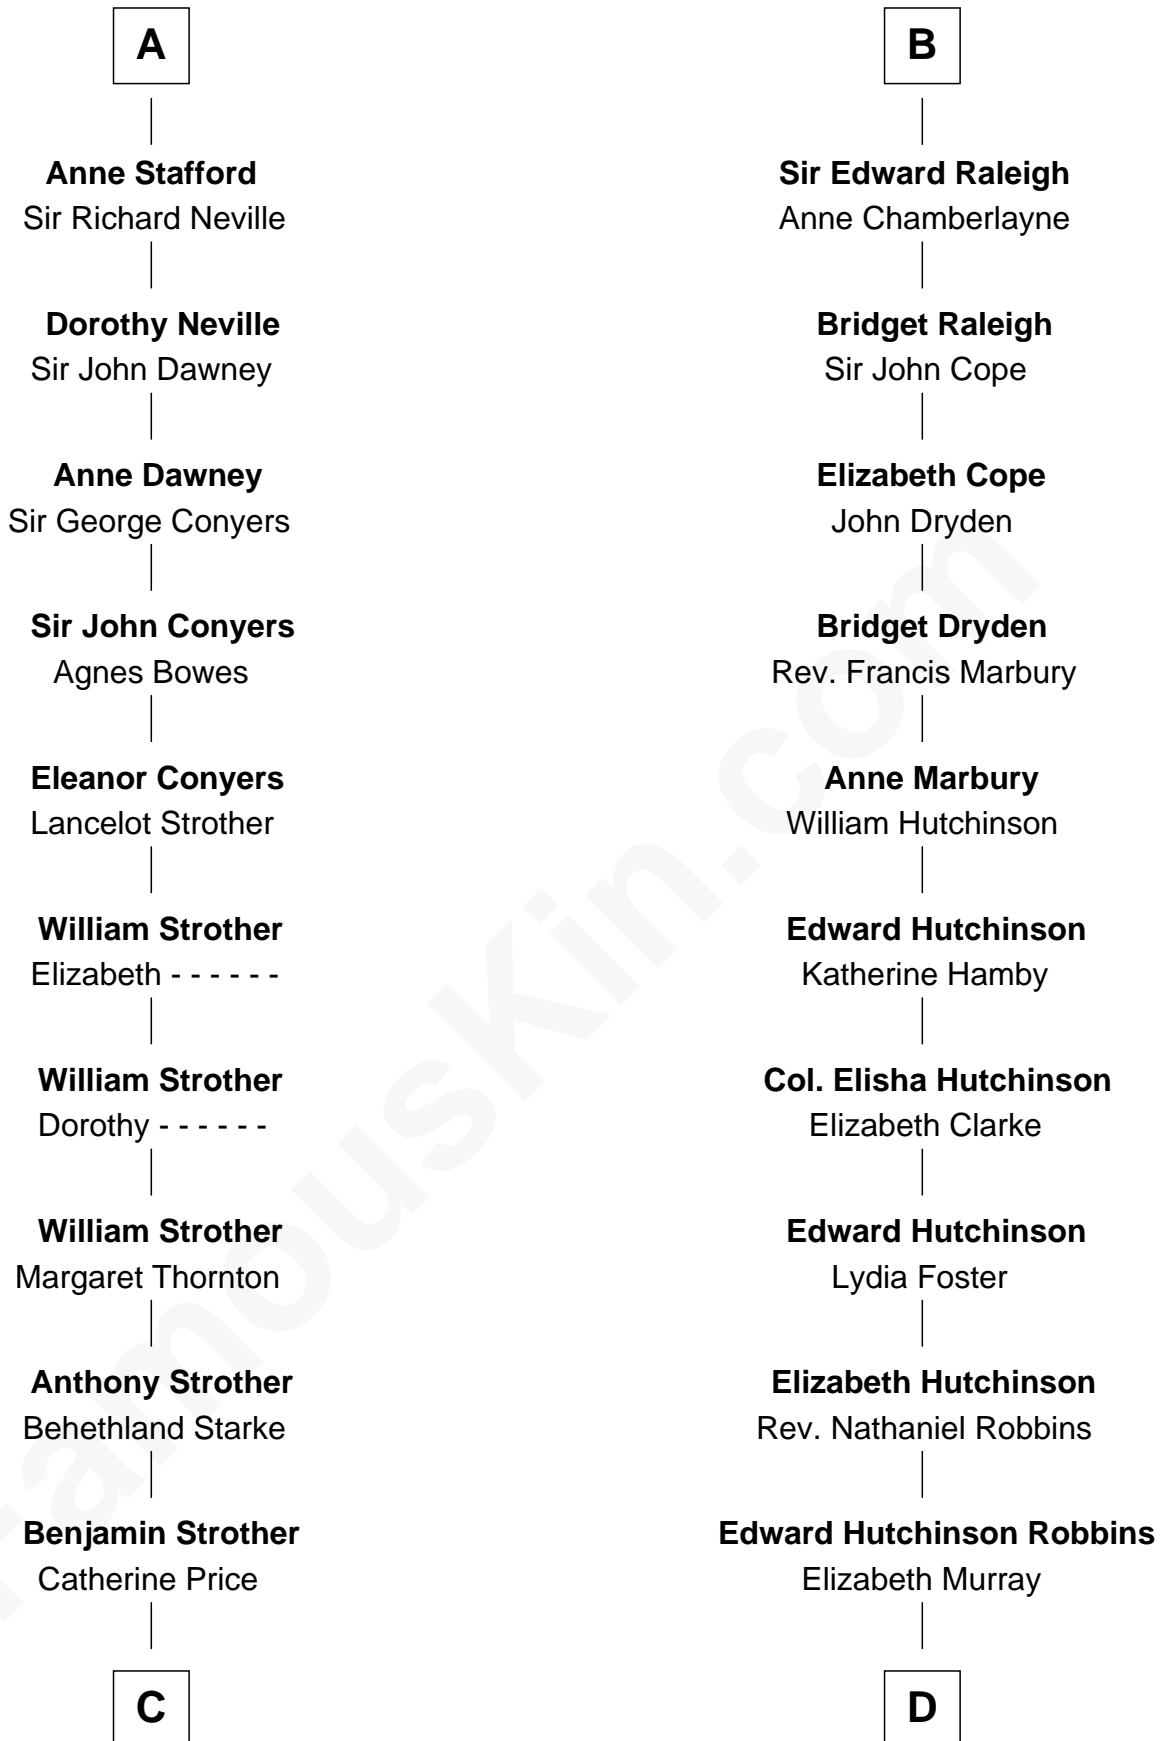 A
Anne Stafford
Sir Richard Neville
Dorothy Neville
Sir John Dawney
Anne Dawney
Sir George Conyers
Sir John Conyers
Agnes Bowes
Eleanor Conyers
Lancelot Strother
William Strother
Elizabeth - - - - - -
William Strother
Dorothy - - - - - -
William Strother
Margaret Thornton
Anthony Strother
Behethland Starke
Benjamin Strother
Catherine Price
C
B
Sir Edward Raleigh
Anne Chamberlayne
Bridget Raleigh
Sir John Cope
Elizabeth Cope
John Dryden
Bridget Dryden
Rev. Francis Marbury
Anne Marbury
William Hutchinson
Edward Hutchinson
Katherine Hamby
Col. Elisha Hutchinson
Elizabeth Clarke
Edward Hutchinson
Lydia Foster
Elizabeth Hutchinson
Rev. Nathaniel Robbins
Edward Hutchinson Robbins
Elizabeth Murray
D
FamousKin.com